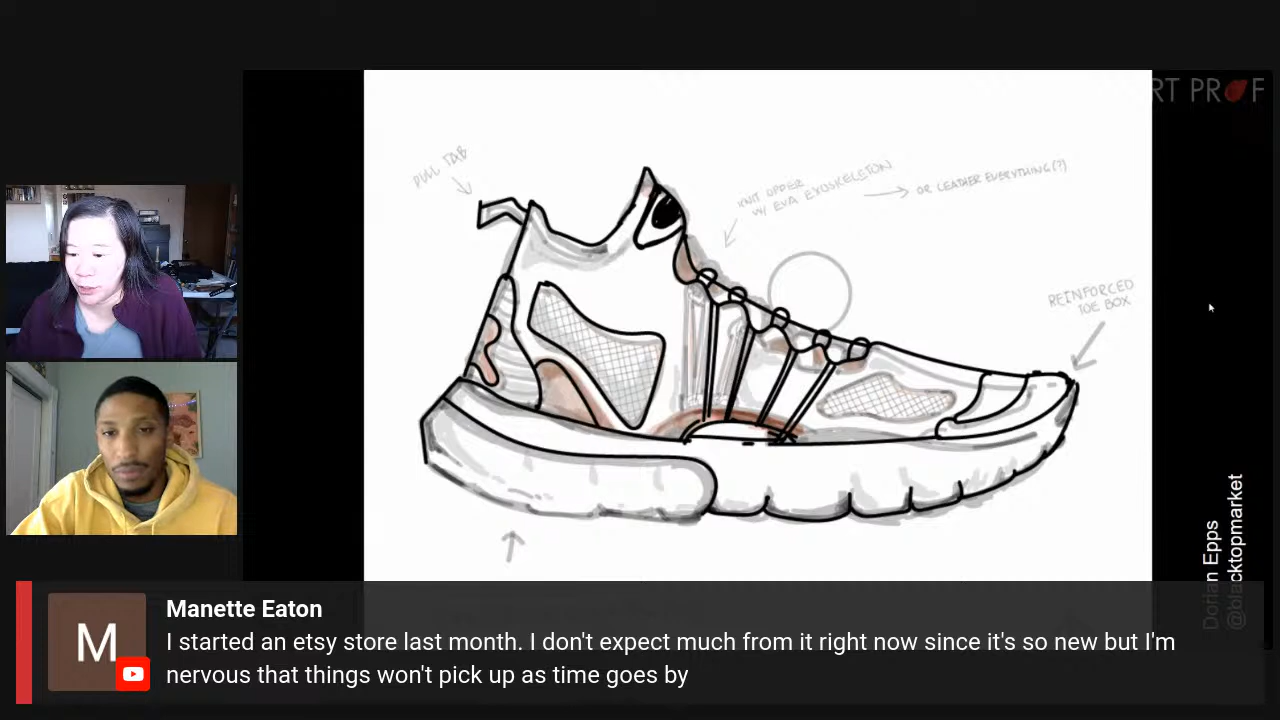 RT PR F
PULL TAB
KNIT UPPER
W/ EVA EXOSKELETON
OR LEATHER EVERYTHING(?)
REINFORCED
TOE BOX
Dorian Epps
@blacktopmarket
M
Manette Eaton
I started an etsy store last month. I don't expect much from it right now since it's so new but I'm
nervous that things won't pick up as time goes by